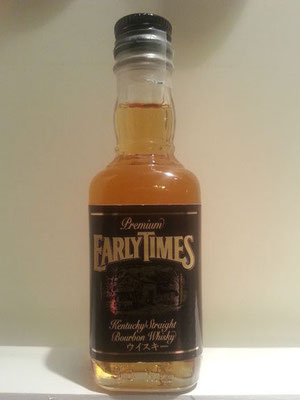 Premium
EARLY TIMES
Kentucky Straight
Bourbon Whisky
ウイスキー